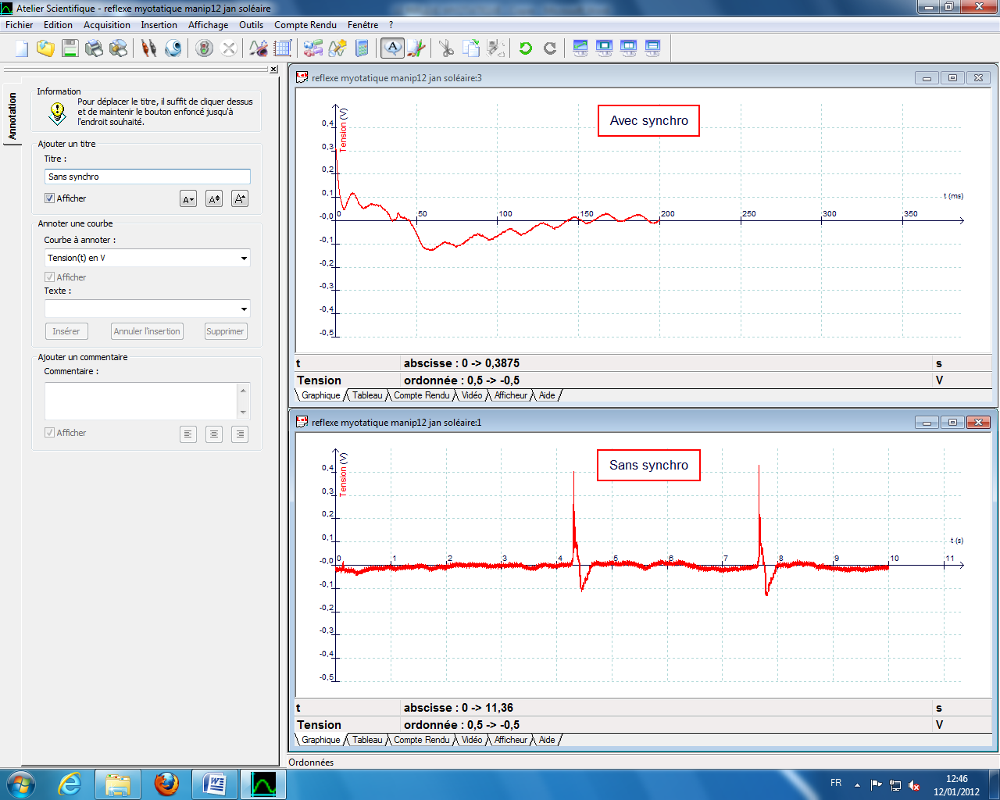 Atelier Scientifique - reflexe myotatique manip12 jan soléaire
Fichier Edition Acquisition Insertion Affichage Outils Compte Rendu Fenêtre ?
Annotation
Information
Pour déplacer le titre, il suffit de cliquer dessus
et de maintenir le bouton enfoncé jusqu'à
l'endroit souhaité.
Ajouter un titre
Titre :
Sans synchro
Afficher
Annoter une courbe
Courbe à annoter :
Tension(t) en V
Afficher
Texte :
Insérer Annuler l'insertion Supprimer
Ajouter un commentaire
Commentaire :
Afficher
reflexe myotatique manip12 jan soléaire:3
Avec synchro
Tension (V)
0,4
0,3
0,2
0,1
-0,0
-0,1
-0,2
-0,3
-0,4
-0,5
0 50 100 150 200 250 300 350
t (ms)
t abscisse : 0 -> 0,3875 s
Tension ordonnée : 0,5 -> -0,5 V
Graphique Tableau Compte Rendu Vidéo Afficheur Aide
reflexe myotatique manip12 jan soléaire:1
Sans synchro
Tension (V)
0,4
0,3
0,2
0,1
-0,0
-0,1
-0,2
-0,3
-0,4
-0,5
0 1 2 3 4 5 6 7 8 9 10 11
t (s)
t abscisse : 0 -> 11,36 s
Tension ordonnée : 0,5 -> -0,5 V
Graphique Tableau Compte Rendu Vidéo Afficheur Aide
Ordonnées
FR
12:46
12/01/2012